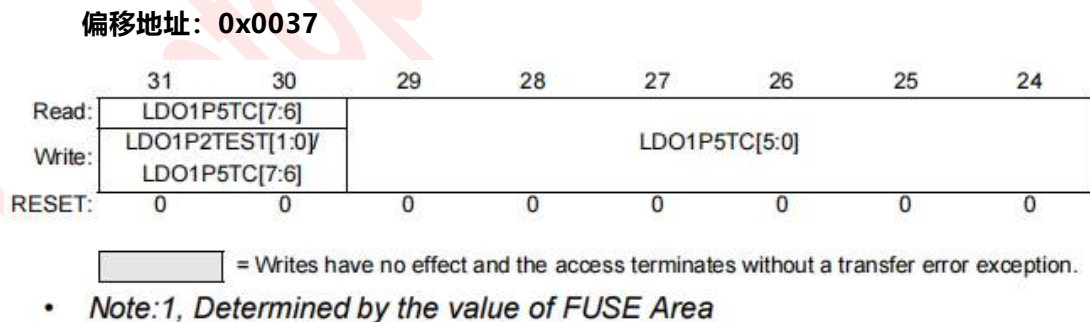 偏移地址：0x0037
31 30 29 28 27 26 25 24
Read: LDO1P5TC[7:6]
Write: LDO1P2TEST[1:0]/ LDO1P5TC[5:0]
LDO1P5TC[7:6]
RESET: 0 0 0 0 0 0 0 0
= Writes have no effect and the access terminates without a transfer error exception.
• Note:1, Determined by the value of FUSE Area